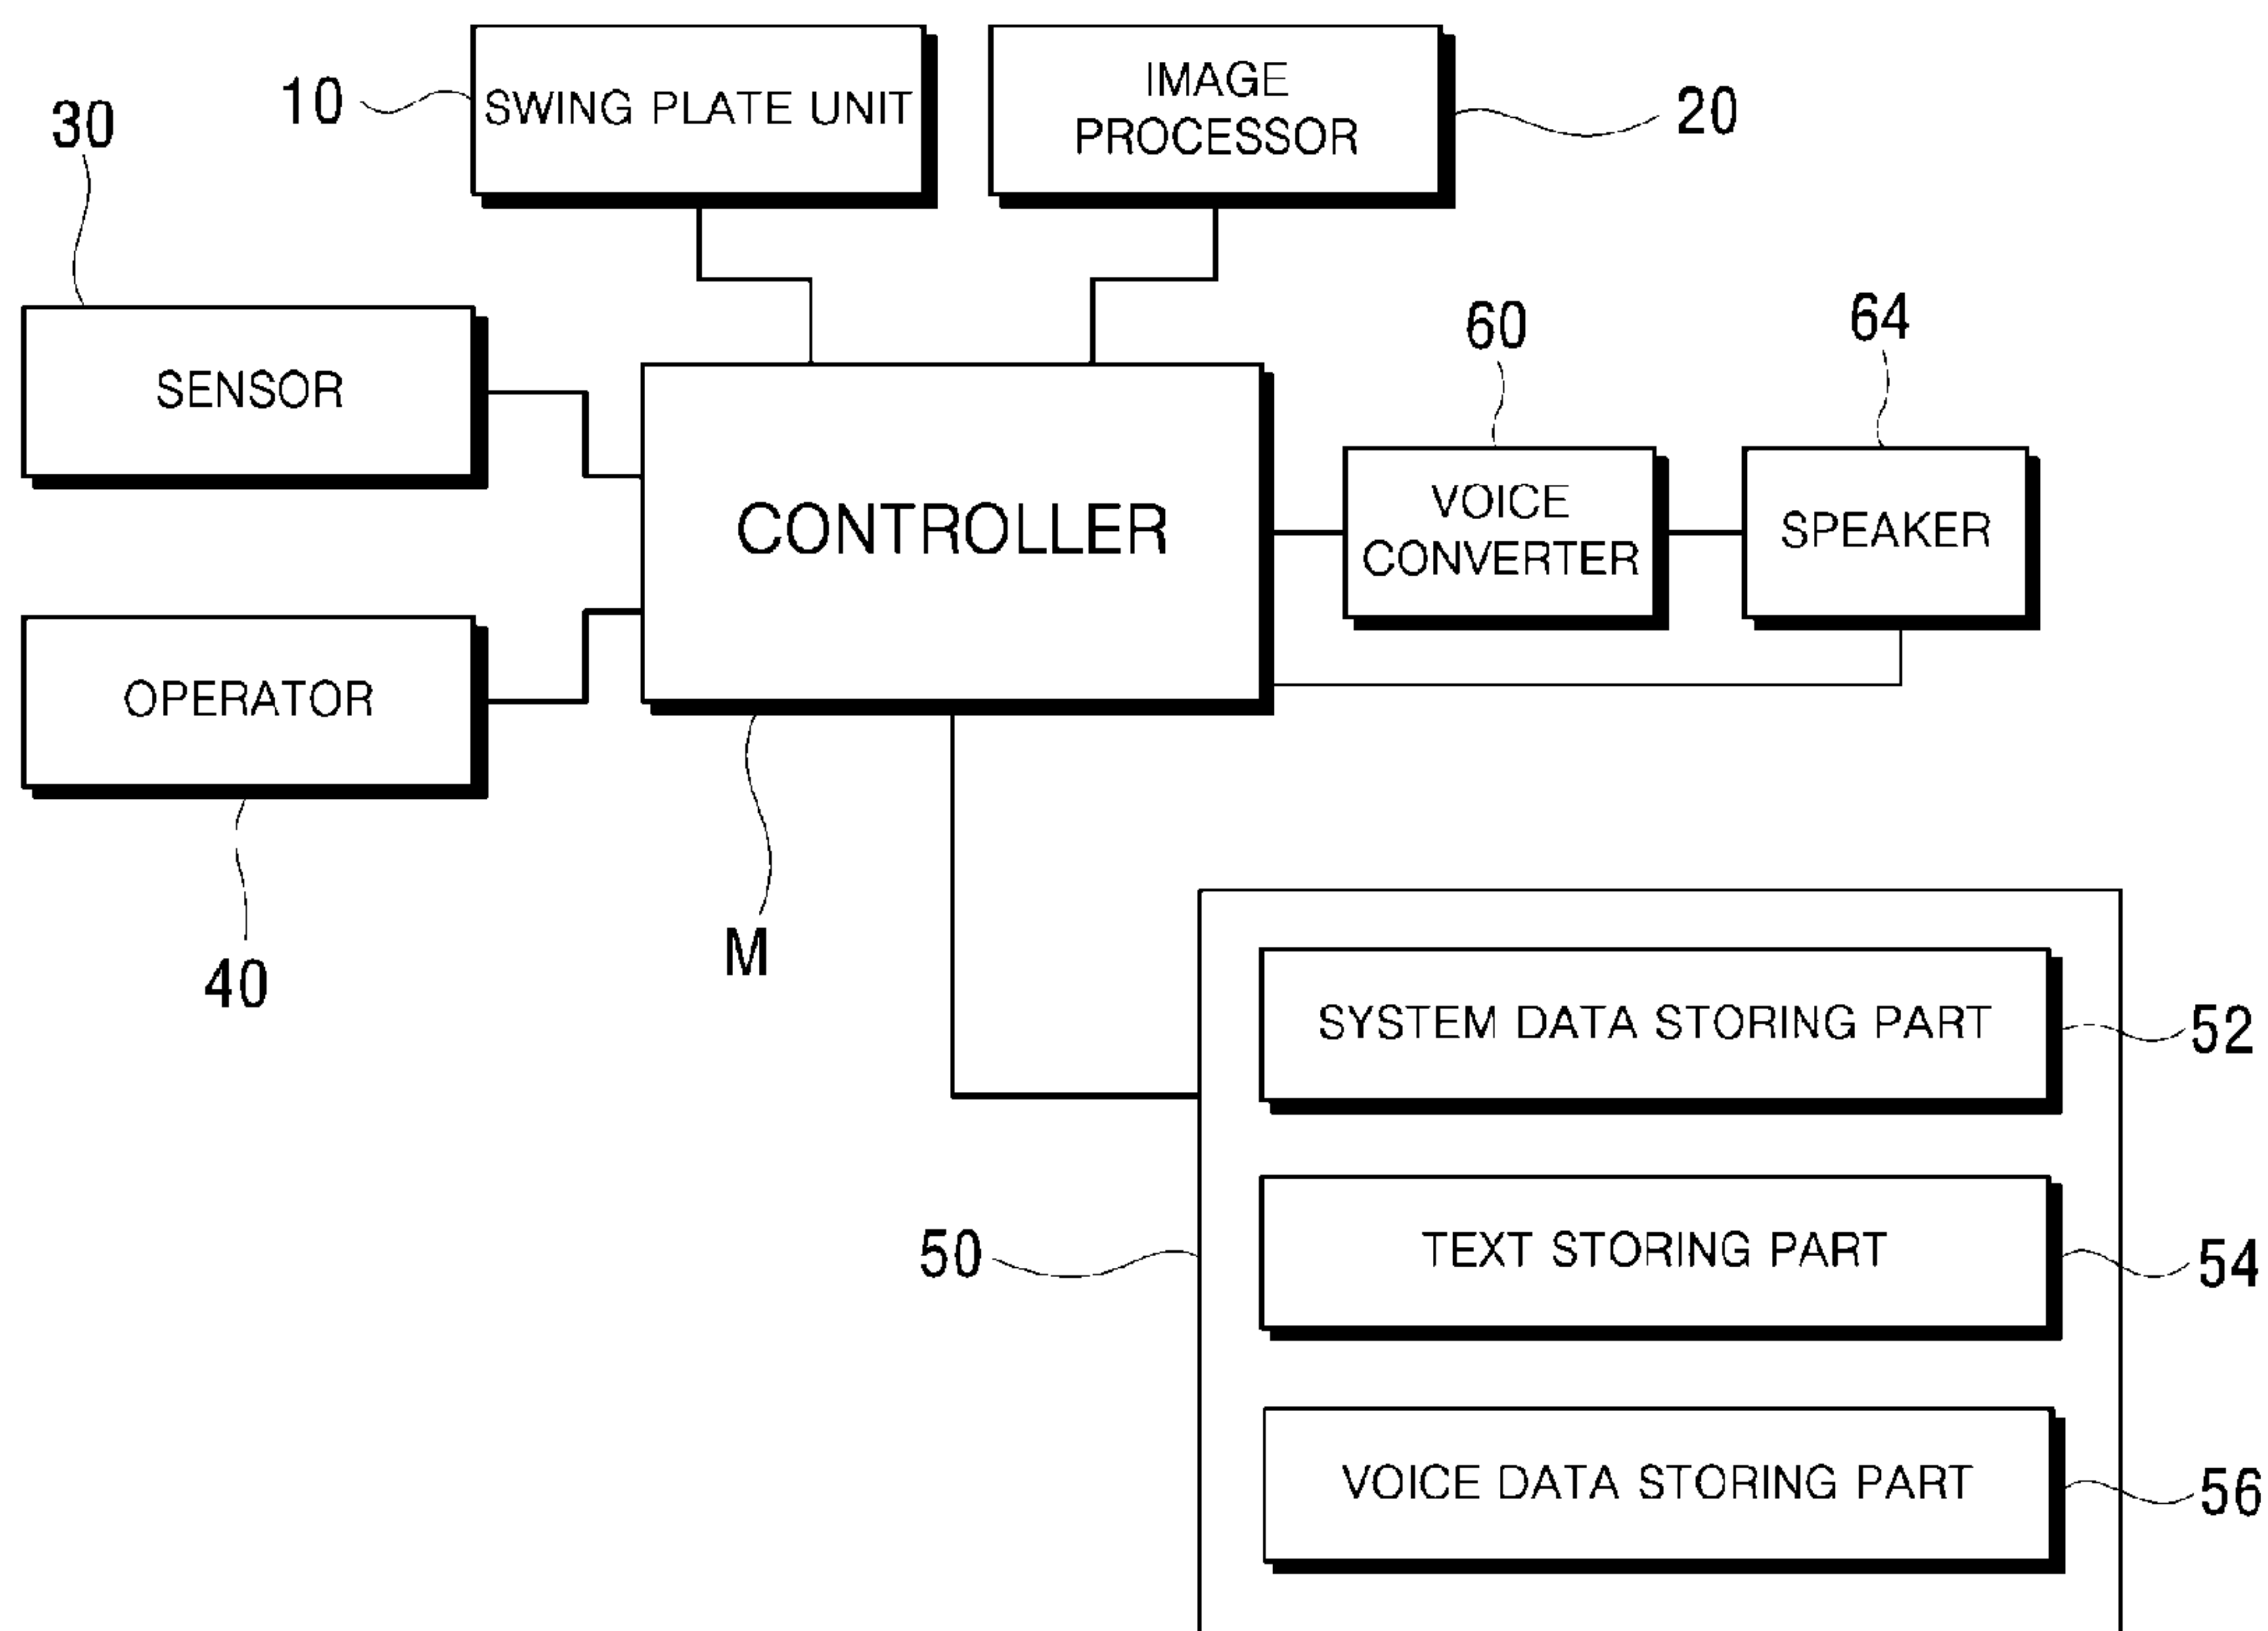 10
SWING PLATE UNIT
IMAGE
PROCESSOR
20
30
SENSOR
60
64
CONTROLLER
VOICE
CONVERTER
SPEAKER
OPERATOR
40
M
50
SYSTEM DATA STORING PART
52
TEXT STORING PART
54
VOICE DATA STORING PART
56